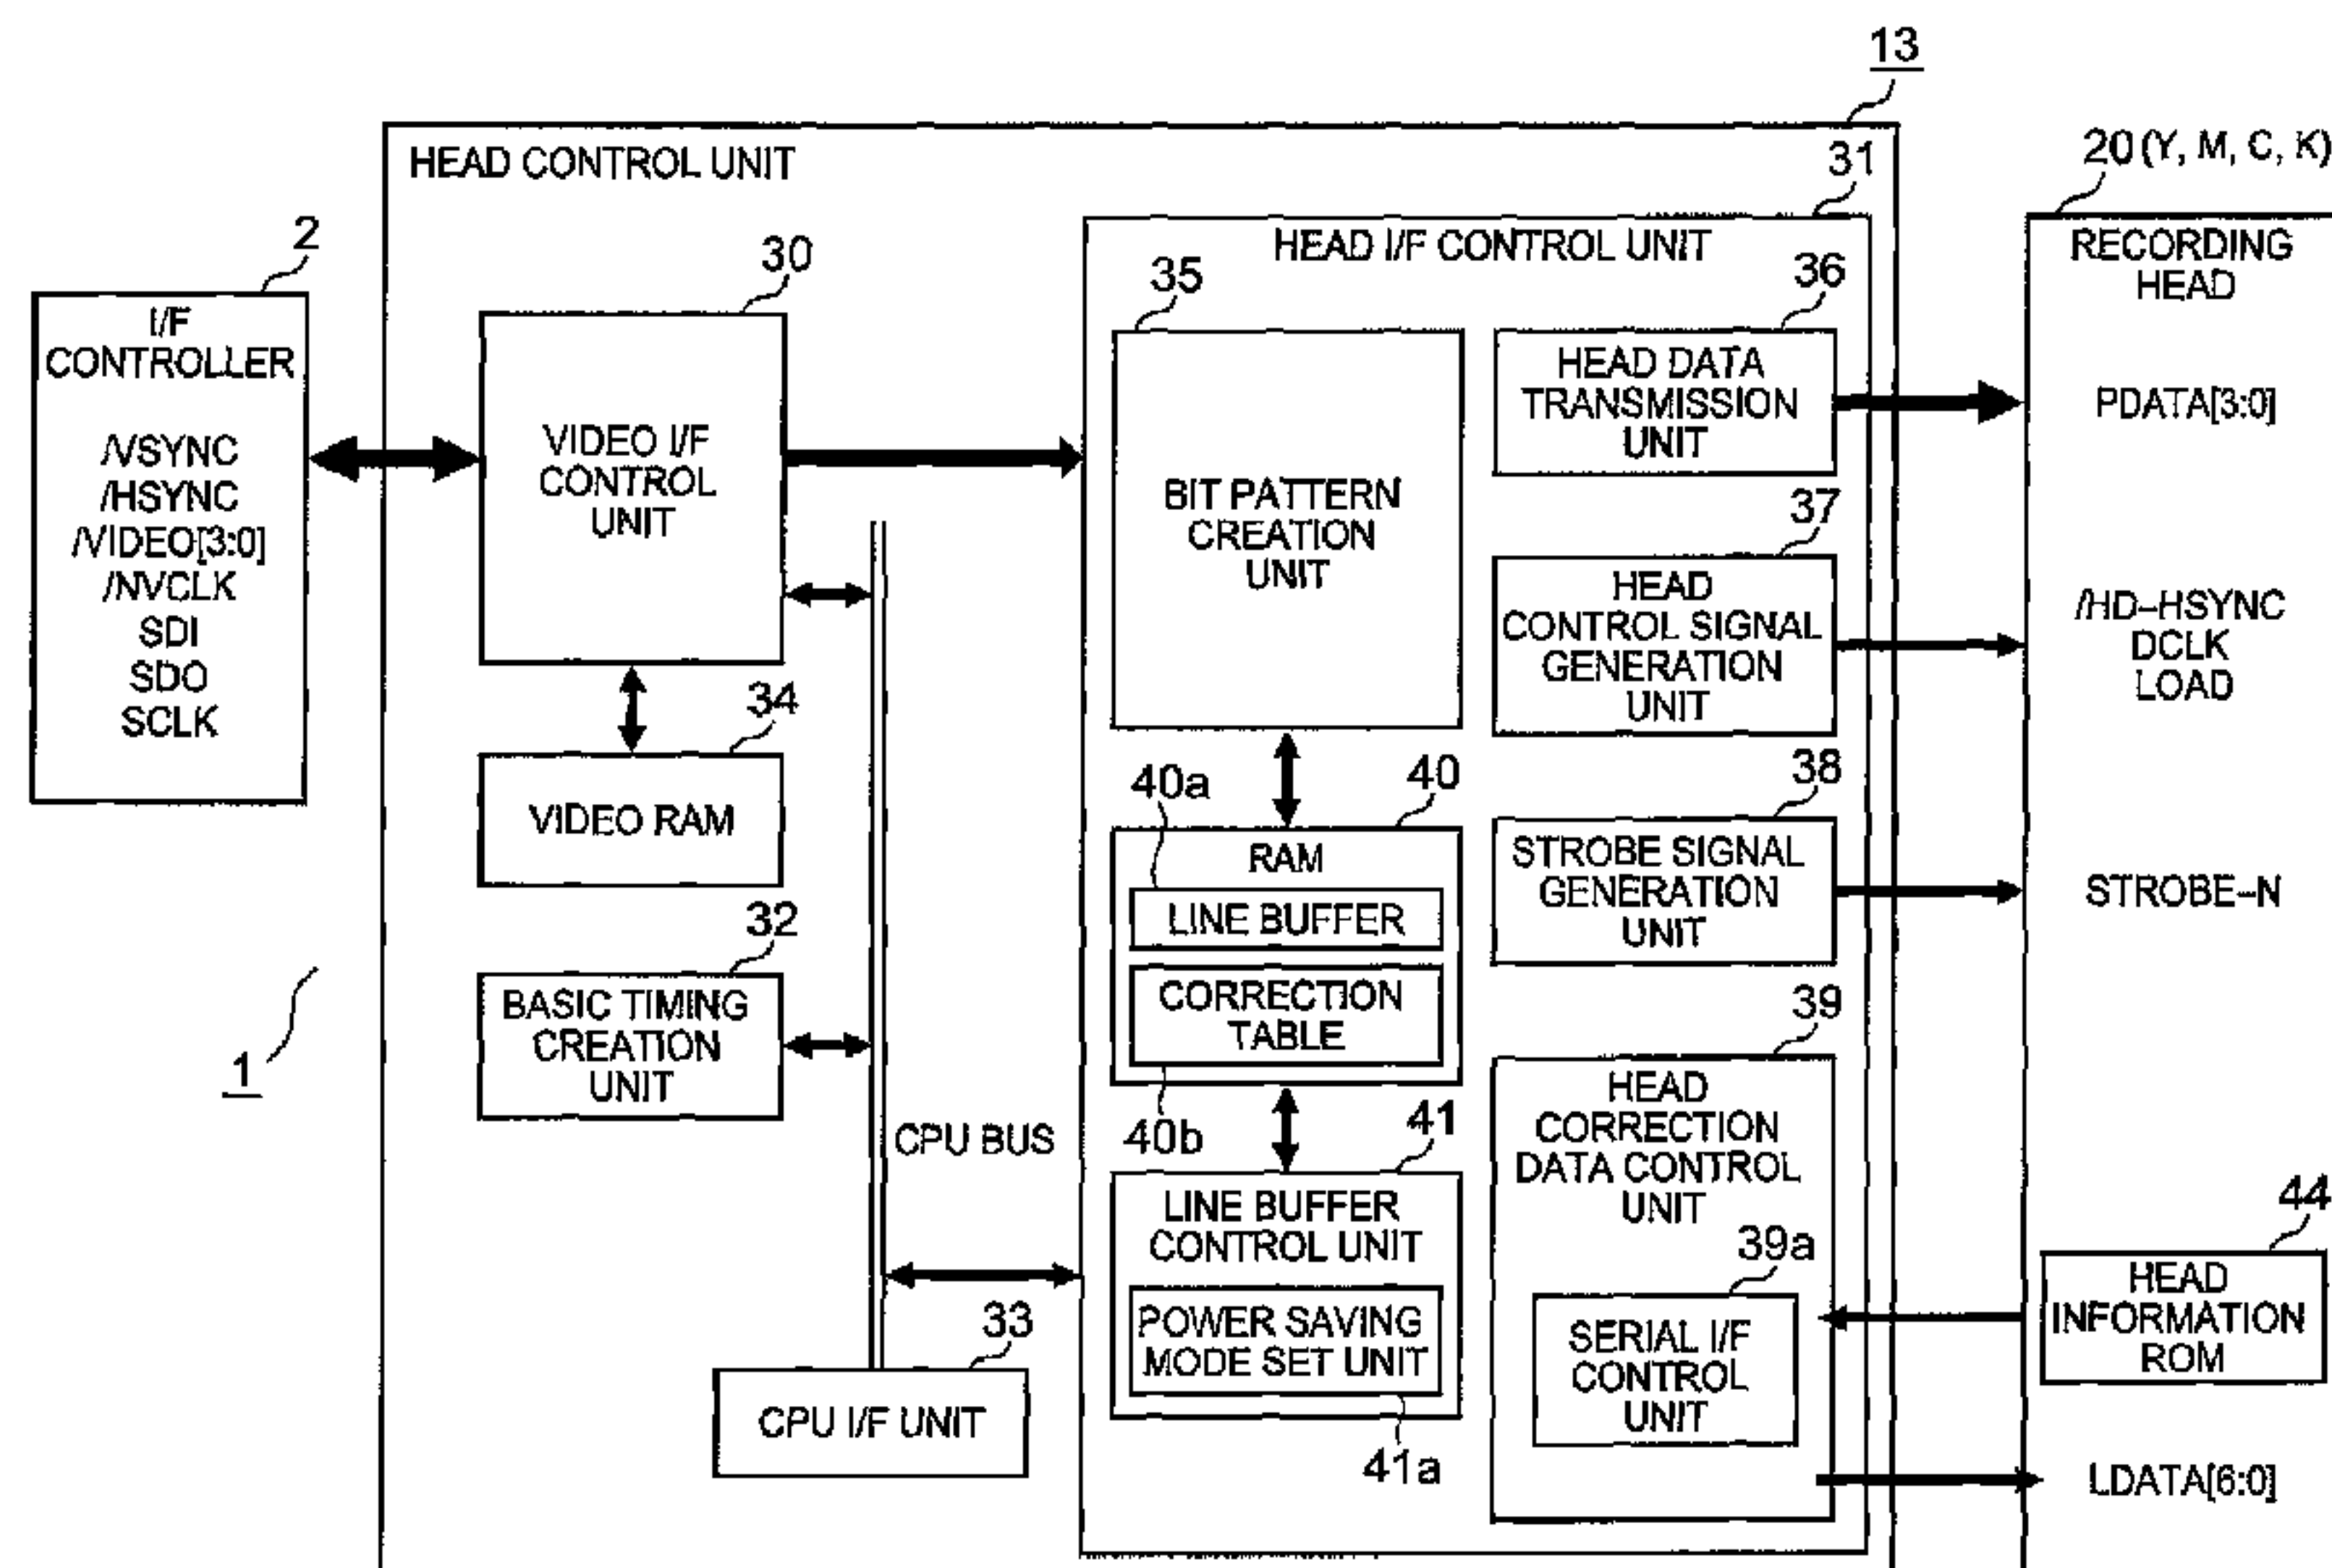 13
HEAD CONTROL UNIT
31
20 (Y, M, C, K)
2
I/F
CONTROLLER
/VSYNC
/HSYNC
/VIDEO[3:0]
/NVCLK
SDI
SDO
SCLK
30
VIDEO I/F
CONTROL
UNIT
34
VIDEO RAM
32
BASIC TIMING
CREATION
UNIT
1
CPU BUS
33
CPU I/F UNIT
HEAD I/F CONTROL UNIT
35
BIT PATTERN
CREATION
UNIT
40a
40
RAM
LINE BUFFER
CORRECTION
TABLE
40b
41
LINE BUFFER
CONTROL UNIT
POWER SAVING
MODE SET UNIT
41a
36
HEAD DATA
TRANSMISSION
UNIT
37
HEAD
CONTROL SIGNAL
GENERATION
UNIT
38
STROBE SIGNAL
GENERATION
UNIT
39
HEAD
CORRECTION
DATA CONTROL
UNIT
39a
SERIAL I/F
CONTROL
UNIT
RECORDING
HEAD
PDATA[3:0]
/HD-HSYNC
DCLK
LOAD
STROBE-N
44
HEAD
INFORMATION
ROM
LDATA[6:0]